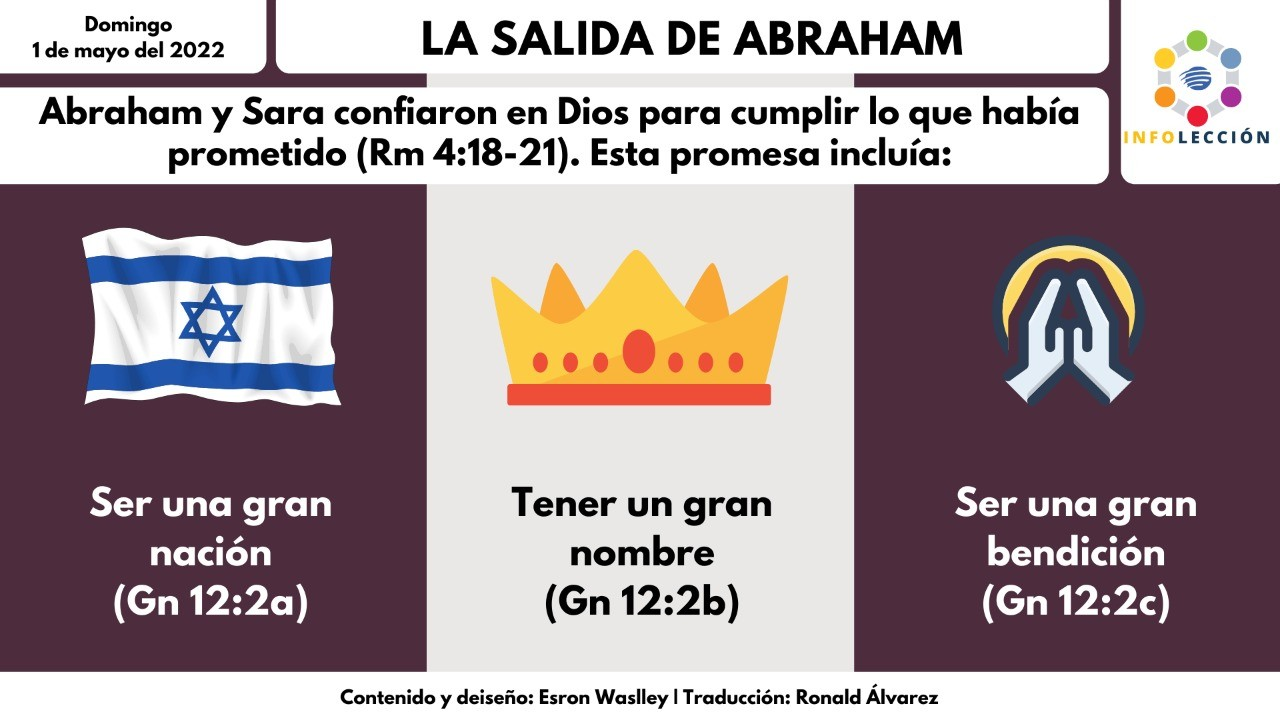 Domingo
1 de mayo del 2022
LA SALIDA DE ABRAHAM
INFOLECCIÓN
Abraham y Sara confiaron en Dios para cumplir lo que había
prometido (Rm 4:18-21). Esta promesa incluía:
Ser una gran
nación
(Gn 12:2a)
Tener un gran
nombre
(Gn 12:2b)
Ser una gran
bendición
(Gn 12:2c)
Contenido y deiseño: Esron Waslley | Traducción: Ronald Álvarez